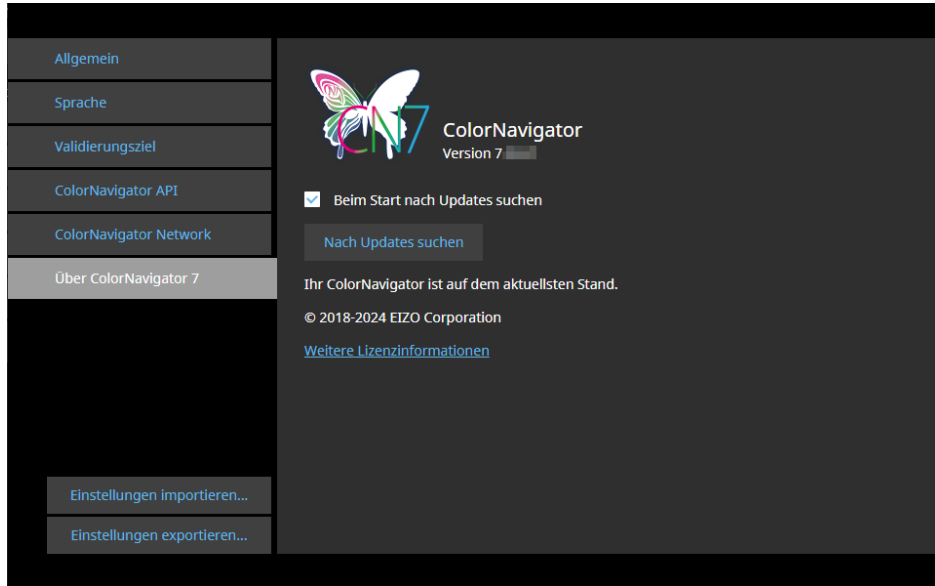 Allgemein
Sprache
Validierungsziel
ColorNavigator API
ColorNavigator Network
Über ColorNavigator 7
Einstellungen importieren...
Einstellungen exportieren...
CN7
ColorNavigator
Version 7
Beim Start nach Updates suchen
Nach Updates suchen
Ihr ColorNavigator ist auf dem aktuellsten Stand.
© 2018-2024 EIZO Corporation
Weitere Lizenzinformationen